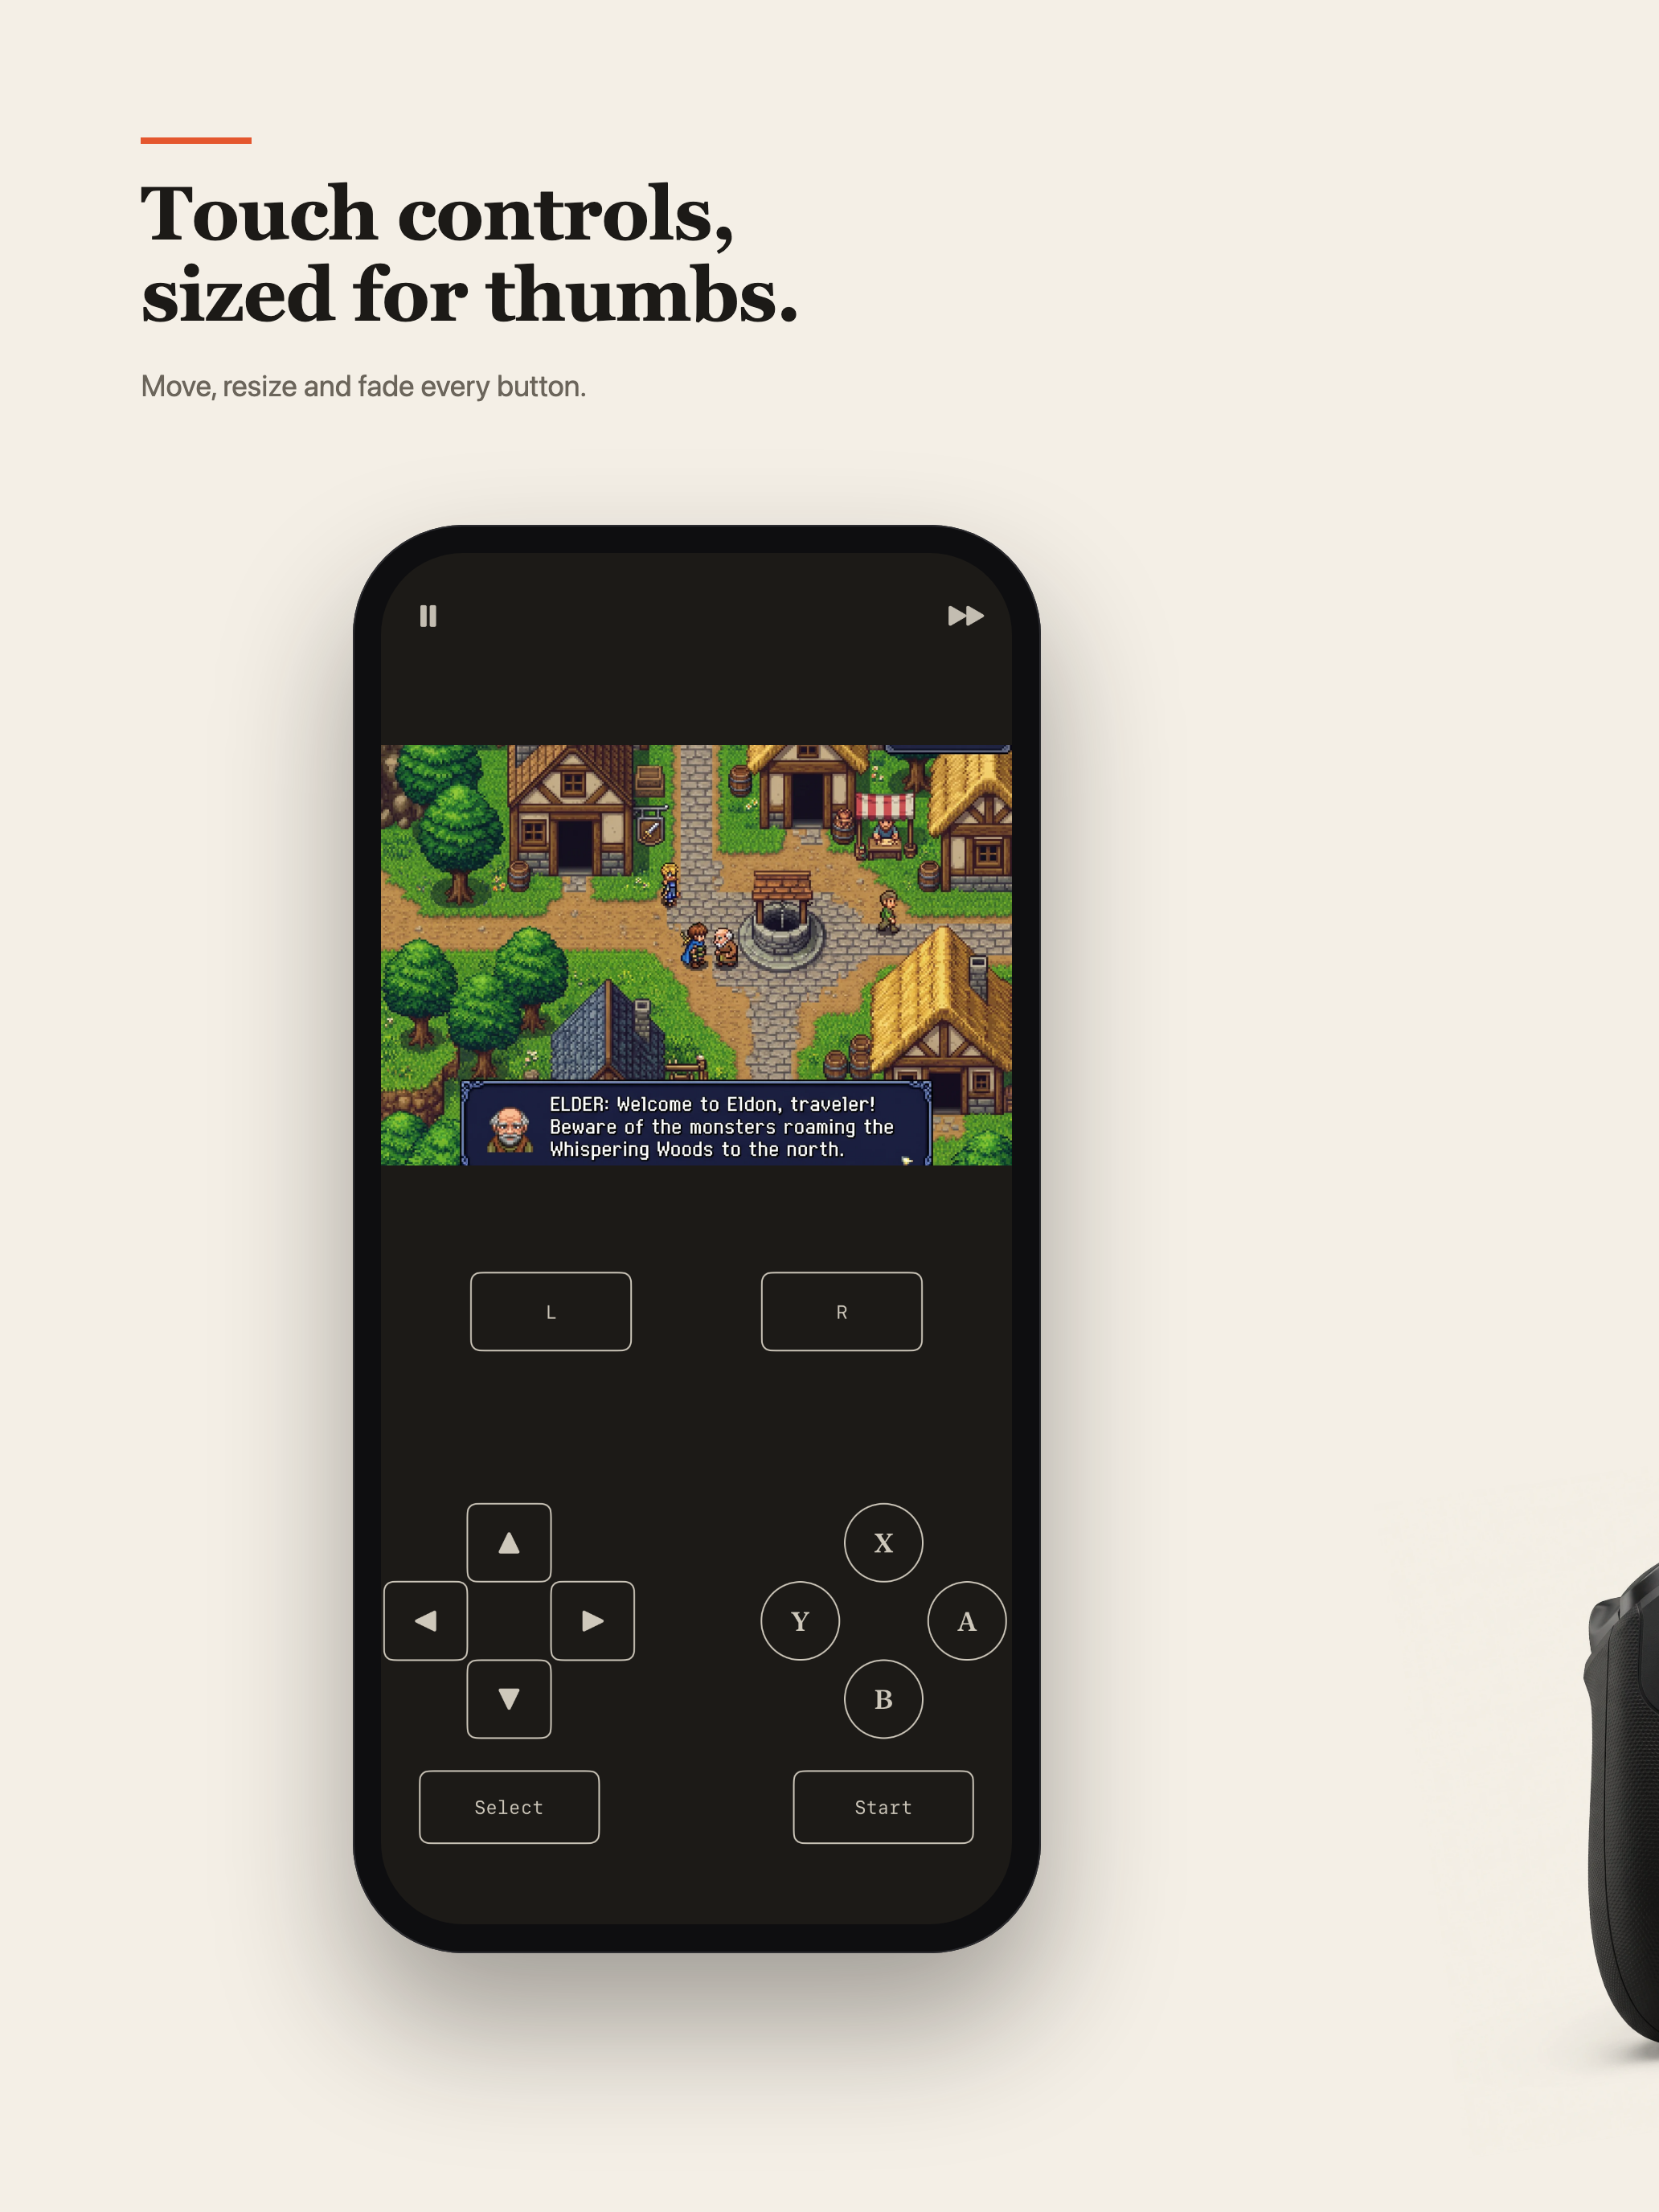 Touch controls,
sized for thumbs.
Move, resize and fade every button.
ELDER: Welcome to Eldon, traveler!
Beware of the monsters roaming the
Whispering Woods to the north.
L
R
X
Y
A
B
Select
Start